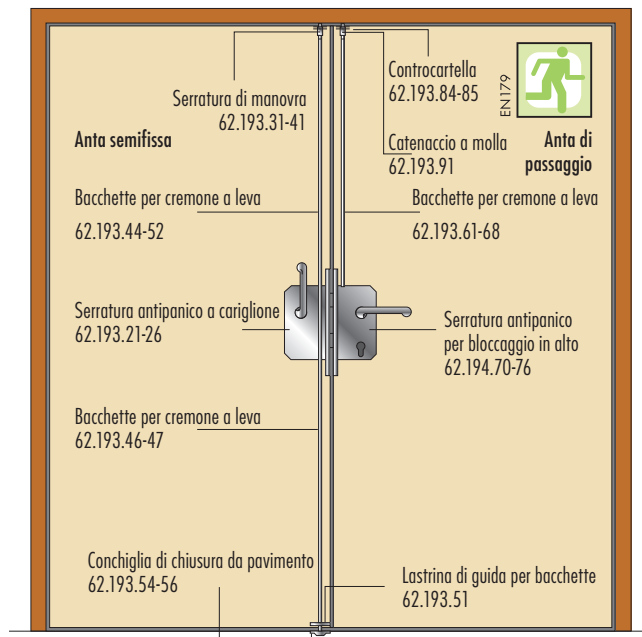 Serratura di manovra
62.193.31-41
Controcartella
62.193.84-85
EN179
Anta semifissa
Catenaccio a molla
62.193.91
Anta di
passaggio
Bacchette per cremone a leva
62.193.44-52
Bacchette per cremone a leva
62.193.61-68
Serratura antipanico a cariglione
62.193.21-26
Serratura antipanico
per bloccaggio in alto
62.194.70-76
Bacchette per cremone a leva
62.193.46-47
Conchiglia di chiusura da pavimento
62.193.54-56
Lastrina di guida per bacchette
62.193.51